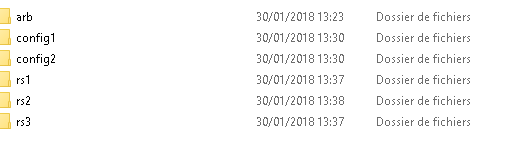 arb 30/01/2018 13:23 Dossier de fichiers
config1 30/01/2018 13:30 Dossier de fichiers
config2 30/01/2018 13:30 Dossier de fichiers
rs1 30/01/2018 13:37 Dossier de fichiers
rs2 30/01/2018 13:38 Dossier de fichiers
rs3 30/01/2018 13:37 Dossier de fichiers